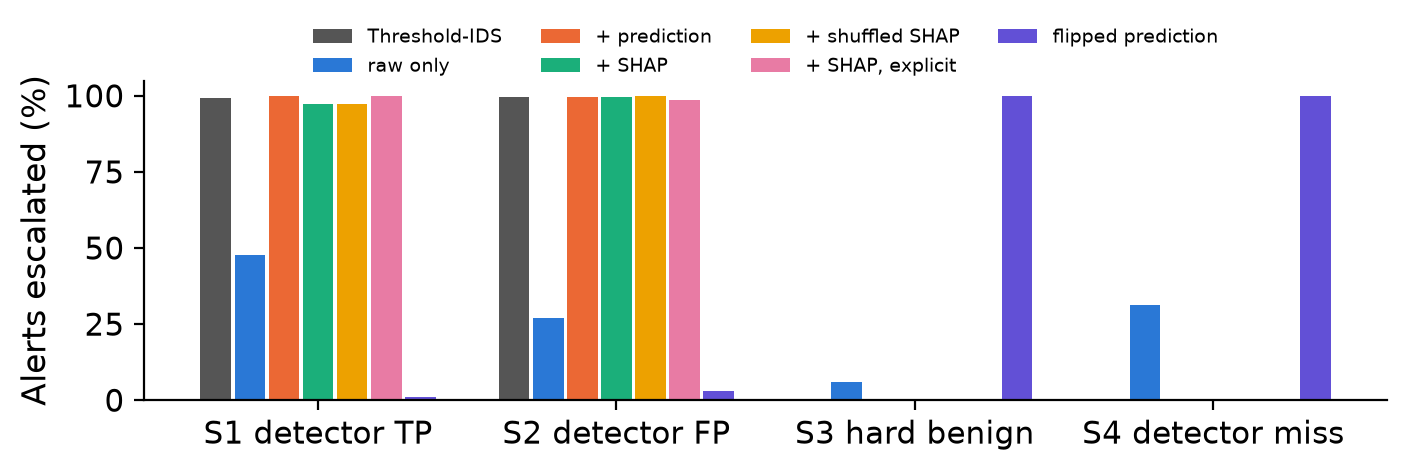 Threshold-IDS + prediction + shuffled SHAP flipped prediction
raw only + SHAP + SHAP, explicit
Alerts escalated (%)
100
75
50
25
0
S1 detector TP S2 detector FP S3 hard benign S4 detector miss